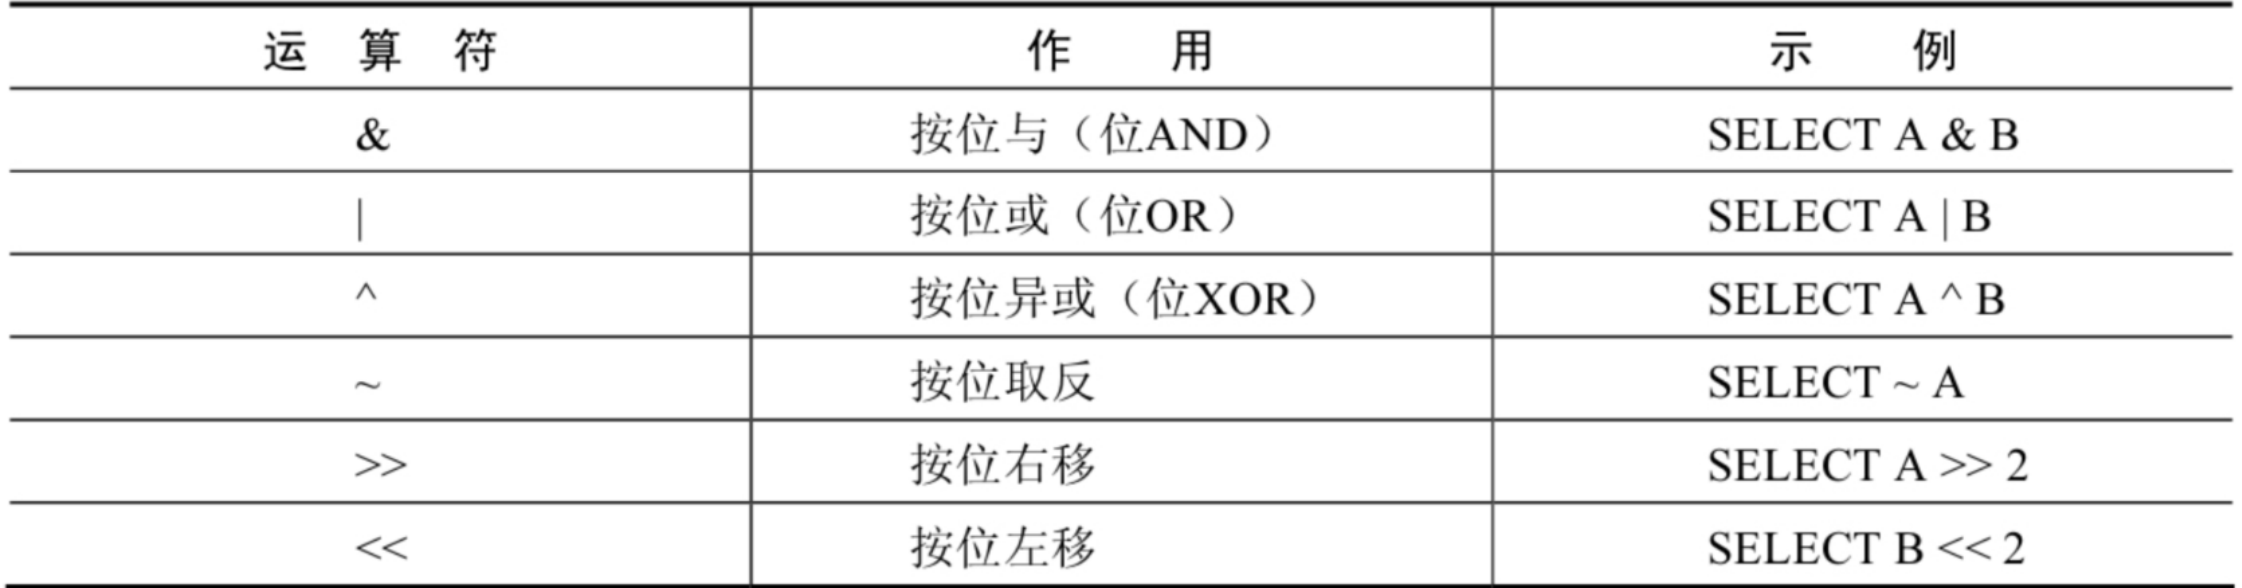 运 算 符 作 用 示 例
& 按位与（位AND） SELECT A & B
| 按位或（位OR） SELECT A | B
^ 按位异或（位XOR） SELECT A ^ B
~ 按位取反 SELECT ~ A
>> 按位右移 SELECT A >> 2
<< 按位左移 SELECT B << 2